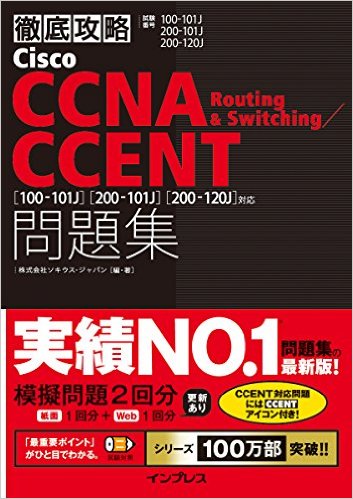 徹底攻略
試験番号
100-101J
200-101J
200-120J
Cisco
CCNA Routing & Switching/
CCENT
[100-101J] [200-101J] [200-120J]対応
問題集
株式会社ソキウス・ジャパン [編・著]
実績NO.1 問題集の最新版!
模擬問題2回分
紙面 1回分 + Web 1回分
更新あり
CCENT対応問題
にはCCENT
アイコン付き!
「最重要ポイント」
がひと目でわかる。
シリーズ 100万部 突破!!
インプレス